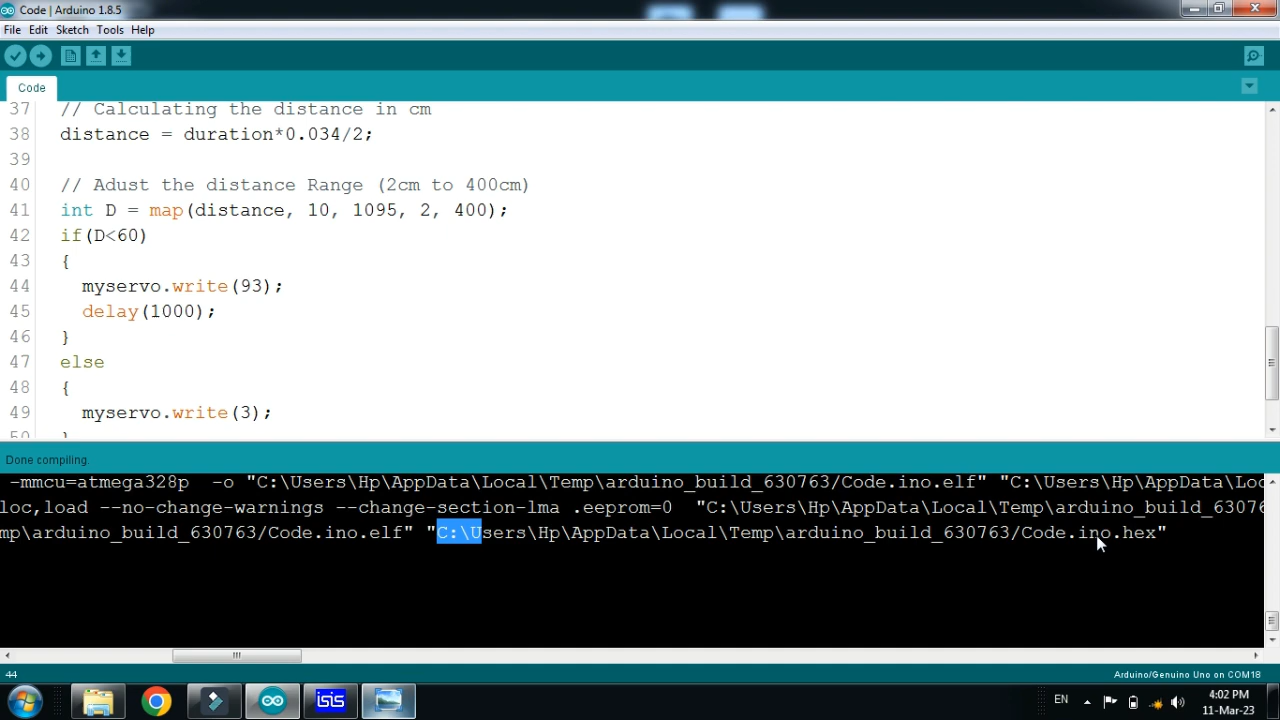 Code | Arduino 1.8.5
File Edit Sketch Tools Help
Code
37 // Calculating the distance in cm
38 distance = duration*0.034/2;
39
40 // Adust the distance Range (2cm to 400cm)
41 int D = map(distance, 10, 1095, 2, 400);
42 if(D<60)
43 {
44 myservo.write(93);
45 delay(1000);
46 }
47 else
48 {
49 myservo.write(3);
50 }
Done compiling.
-mmcu=atmega328p -o "C:\Users\Hp\AppData\Local\Temp\arduino_build_630763/Code.ino.elf" "C:\Users\Hp\AppData\Loc
loc,load --no-change-warnings --change-section-lma .eeprom=0 "C:\Users\Hp\AppData\Local\Temp\arduino_build_63076
mp\arduino_build_630763/Code.ino.elf" "C:\Users\Hp\AppData\Local\Temp\arduino_build_630763/Code.ino.hex"
44
Arduino/Genuino Uno on COM18
isis
EN
4:02 PM
11-Mar-23